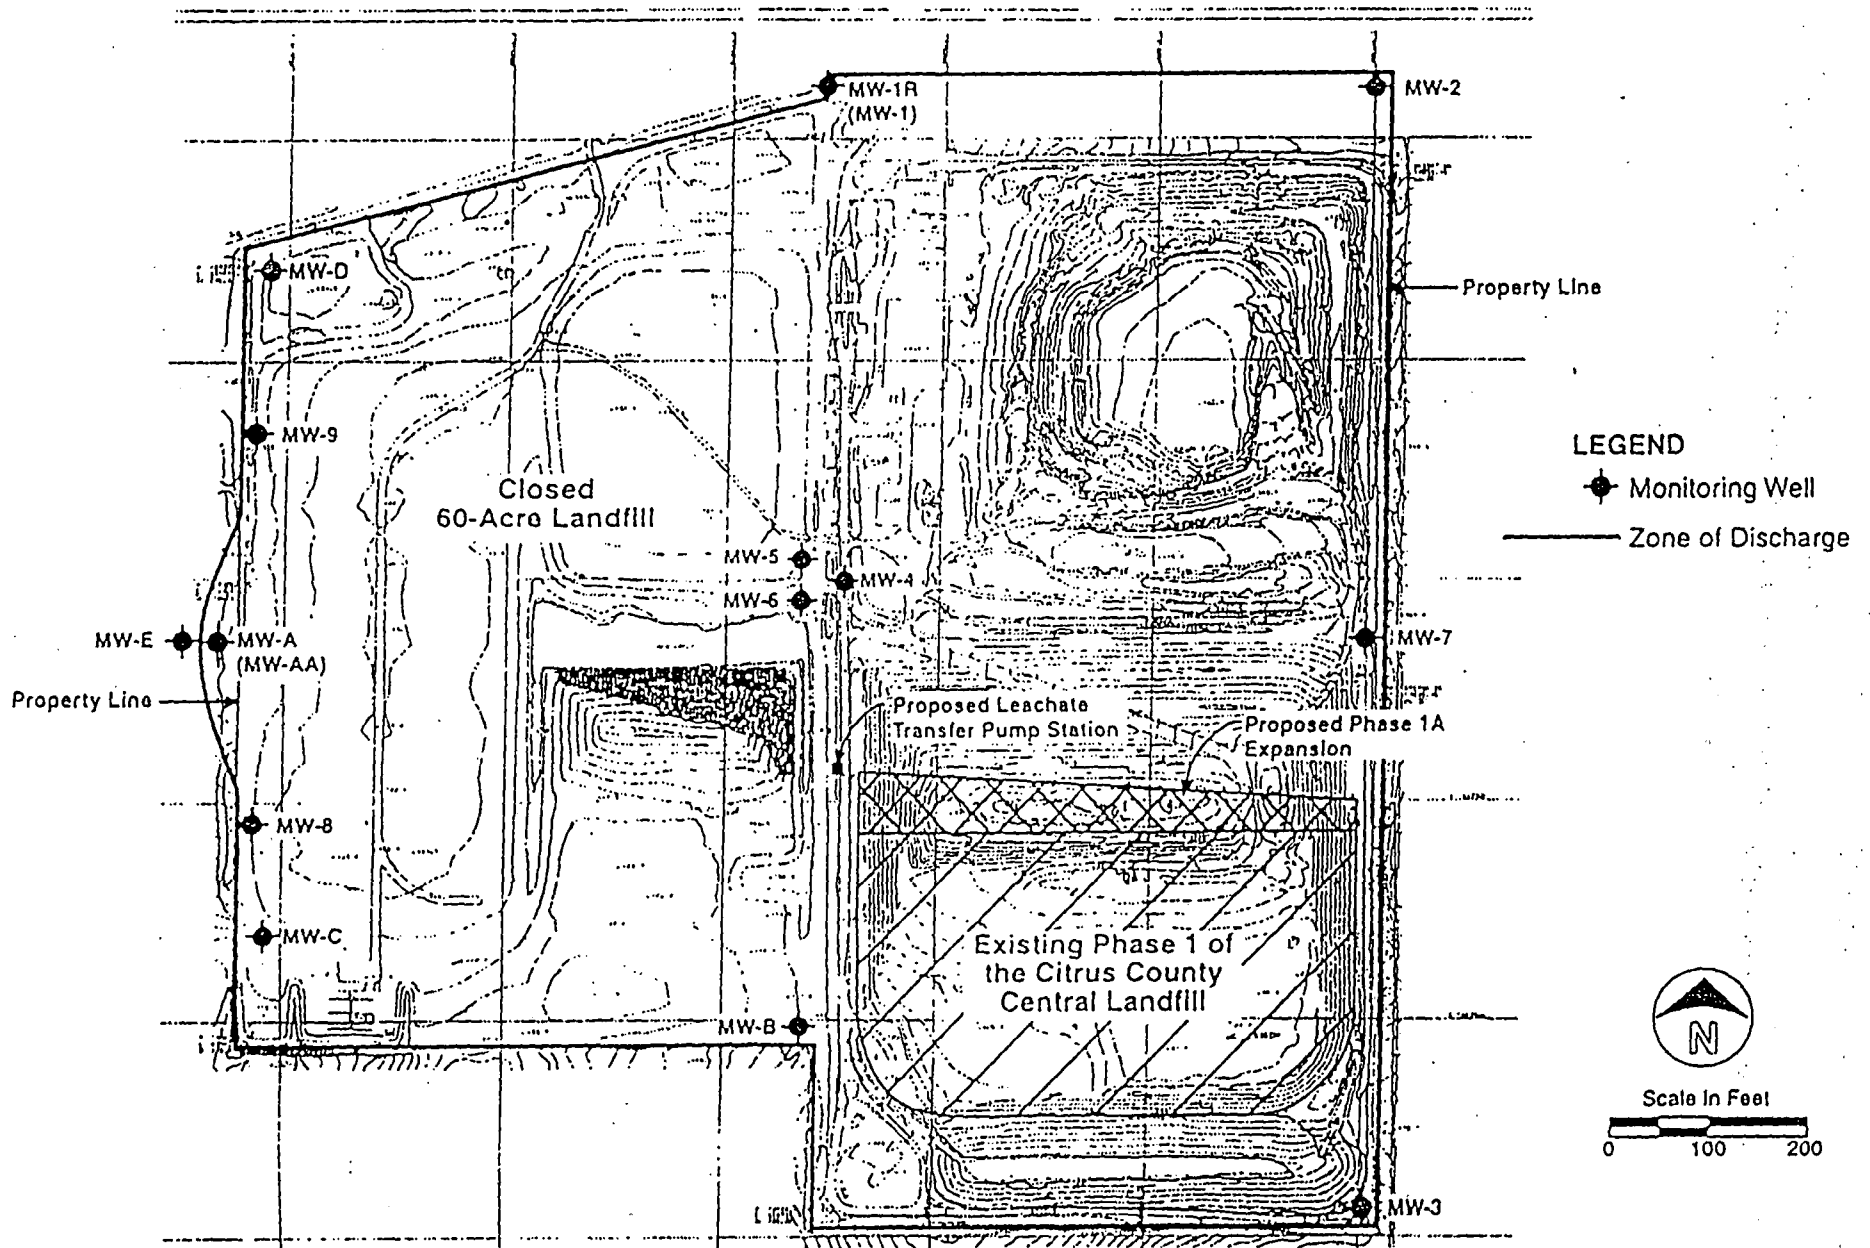 MW-1R
(MW-1)
MW-2
MW-D
Property Line
MW-9
LEGEND
Monitoring Well
Zone of Discharge
Closed
60-Acre Landfill
MW-5
MW-4
MW-6
MW-E
MW-A
(MW-AA)
MW-7
Property Line
Proposed Leachate
Transfer Pump Station
Proposed Phase 1A
Expansion
MW-8
MW-C
Existing Phase 1 of
the Citrus County
Central Landfill
MW-B
N
Scale in Feet
0 100 200
MW-3